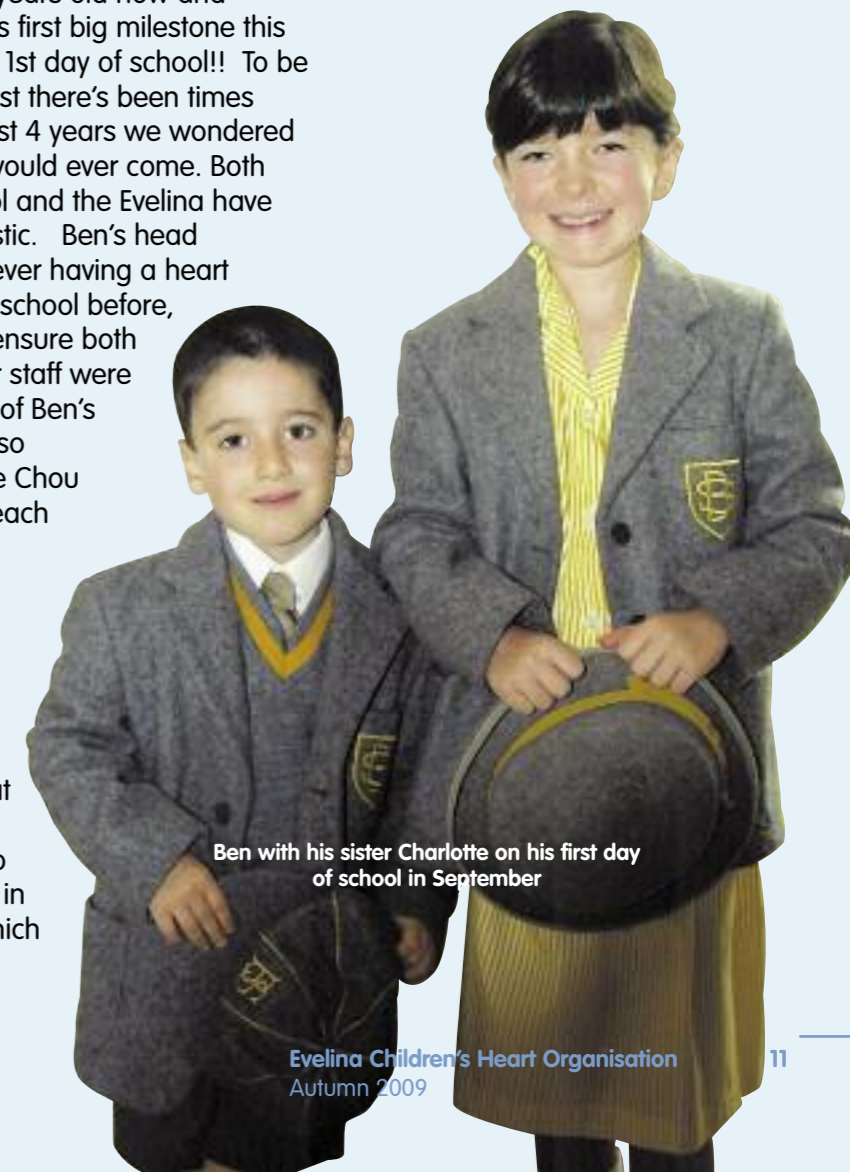 years old now and
s first big milestone this
1st day of school!! To be
st there's been times
st 4 years we wondered
would ever come. Both
l and the Evelina have
stic. Ben's head
ever having a heart
school before,
ensure both
staff were
of Ben's
so
e Chou
each
in
Ben with his sister Charlotte on his first day
of school in September
Evelina Children's Heart Organisation 11
Autumn 2009